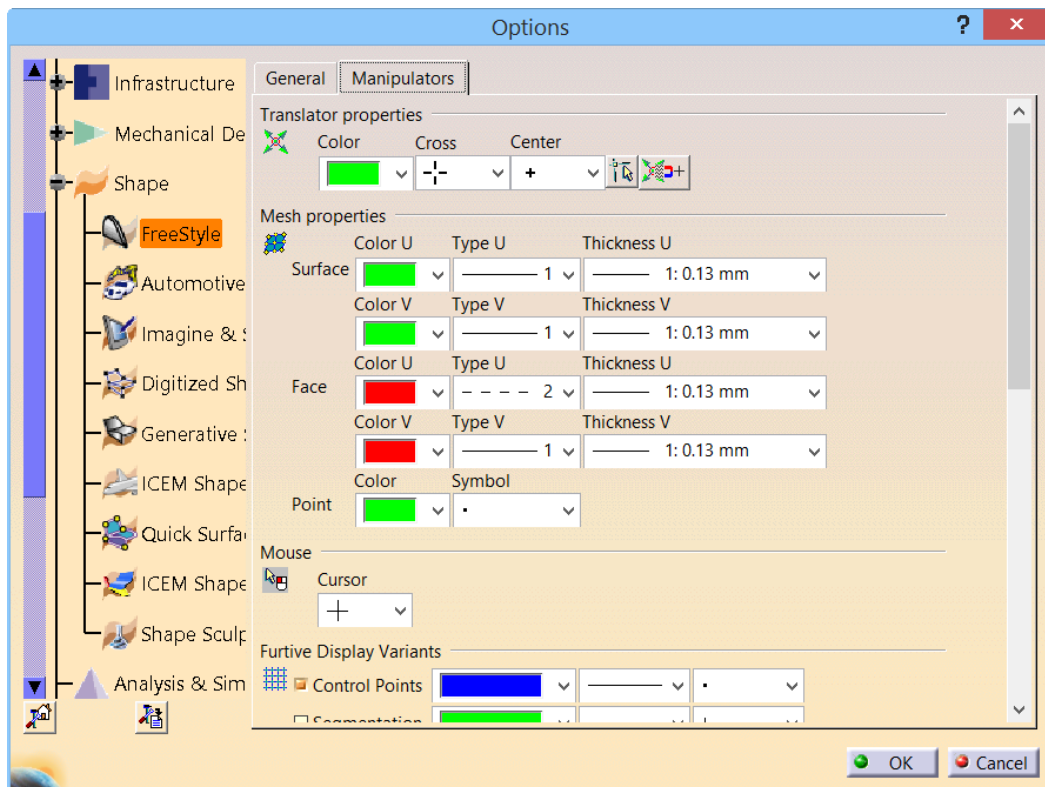 Options
?
×
Infrastructure
Mechanical De
Shape
FreeStyle
Automotive
Imagine & S
Digitized Sh
Generative S
ICEM Shape
Quick Surfa
ICEM Shape
Shape Sculp
Analysis & Sim
General Manipulators
Translator properties
Color Cross Center
Mesh properties
Color U Type U Thickness U
Surface 1 1: 0.13 mm
Color V Type V Thickness V
1 1: 0.13 mm
Color U Type U Thickness U
Face 2 1: 0.13 mm
Color V Type V Thickness V
1 1: 0.13 mm
Color Symbol
Point
Mouse
Cursor
Furtive Display Variants
Control Points
Segmentation
OK Cancel